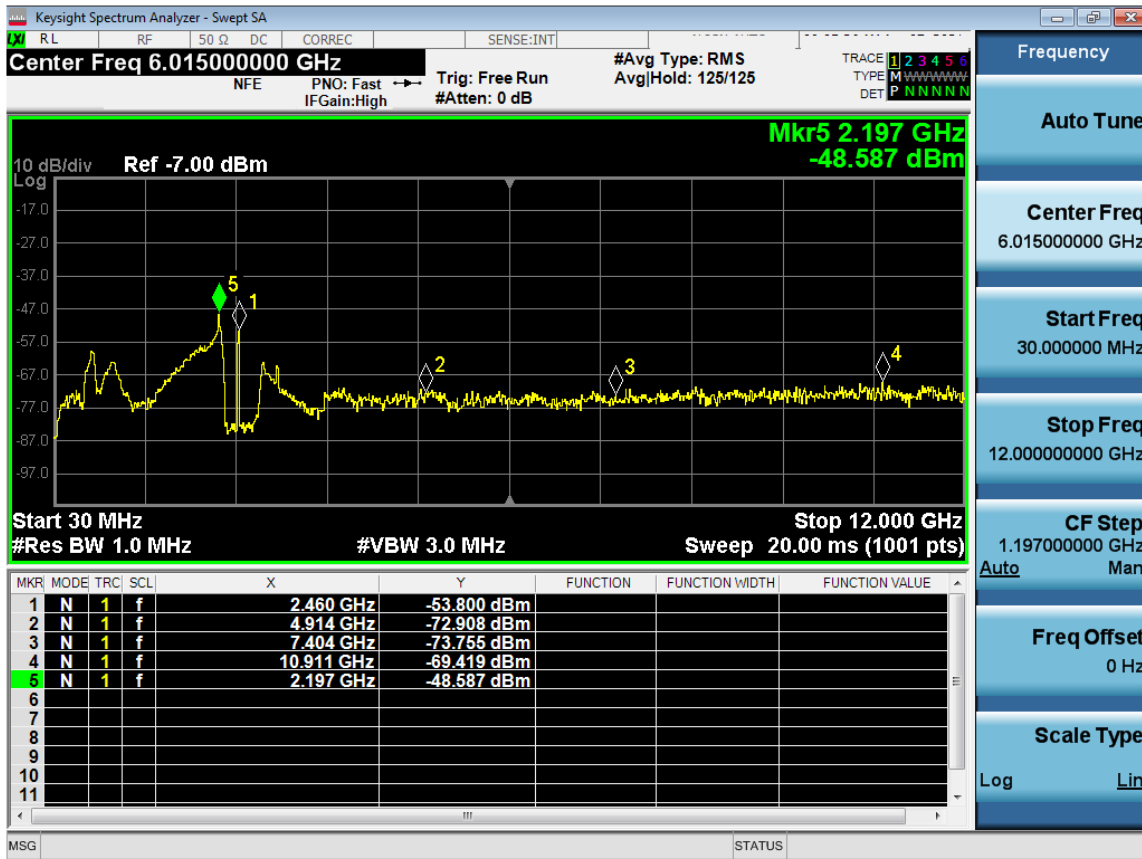 Keysight Spectrum Analyzer - Swept SA
LXI RL RF 50 Ω DC CORREC SENSE:INT
Center Freq 6.015000000 GHz
NFE
PNO: Fast
IFGain:High
Trig: Free Run
#Atten: 0 dB
#Avg Type: RMS
Avg|Hold: 125/125
TRACE 1 2 3 4 5 6
TYPE M WWWWW
DET P N N N N N
Mkr5 2.197 GHz
-48.587 dBm
10 dB/div Ref -7.00 dBm
Log
-17.0
-27.0
-37.0
-47.0
-57.0
-67.0
-77.0
-87.0
-97.0
5
1
2
3
4
Start 30 MHz Stop 12.000 GHz
#Res BW 1.0 MHz #VBW 3.0 MHz Sweep 20.00 ms (1001 pts)
MKR MODE TRC SCL X Y FUNCTION FUNCTION WIDTH FUNCTION VALUE
1 N 1 f 2.460 GHz -53.800 dBm
2 N 1 f 4.914 GHz -72.908 dBm
3 N 1 f 7.404 GHz -73.755 dBm
4 N 1 f 10.911 GHz -69.419 dBm
5 N 1 f 2.197 GHz -48.587 dBm
6
7
8
9
10
11
MSG STATUS
Frequency
Auto Tune
Center Freq
6.015000000 GHz
Start Freq
30.000000 MHz
Stop Freq
12.000000000 GHz
CF Step
1.197000000 GHz
Auto Man
Freq Offset
0 Hz
Scale Type
Log Lin